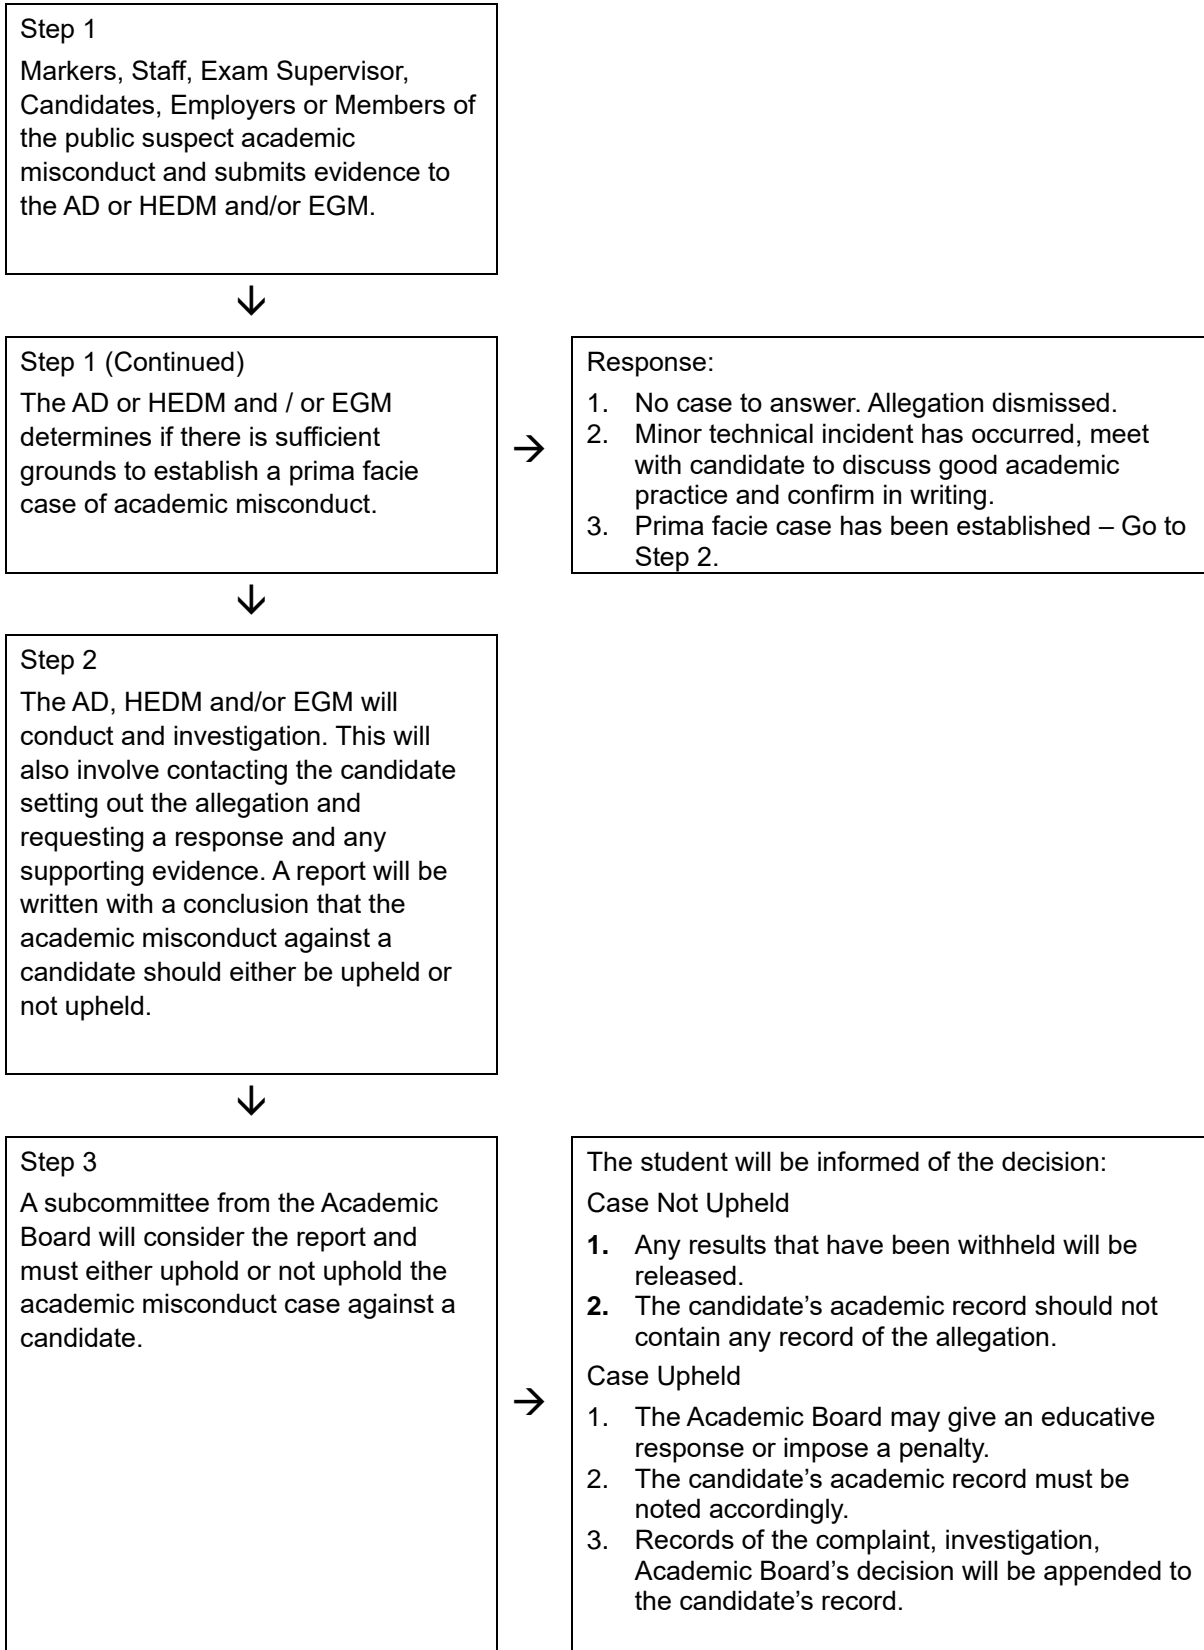 Step 1
Markers, Staff, Exam Supervisor,
Candidates, Employers or Members of
the public suspect academic
misconduct and submits evidence to
the AD or HEDM and/or EGM.
↓
Step 1 (Continued)
The AD or HEDM and / or EGM
determines if there is sufficient
grounds to establish a prima facie
case of academic misconduct.
→
Response:
1. No case to answer. Allegation dismissed.
2. Minor technical incident has occurred, meet
with candidate to discuss good academic
practice and confirm in writing.
3. Prima facie case has been established – Go to
Step 2.
↓
Step 2
The AD, HEDM and/or EGM will
conduct and investigation. This will
also involve contacting the candidate
setting out the allegation and
requesting a response and any
supporting evidence. A report will be
written with a conclusion that the
academic misconduct against a
candidate should either be upheld or
not upheld.
↓
Step 3
A subcommittee from the Academic
Board will consider the report and
must either uphold or not uphold the
academic misconduct case against a
candidate.
→
The student will be informed of the decision:
Case Not Upheld
1. Any results that have been withheld will be
released.
2. The candidate’s academic record should not
contain any record of the allegation.
Case Upheld
1. The Academic Board may give an educative
response or impose a penalty.
2. The candidate’s academic record must be
noted accordingly.
3. Records of the complaint, investigation,
Academic Board’s decision will be appended to
the candidate’s record.